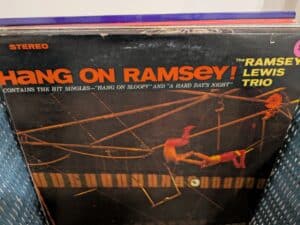 STEREO
HANG ON RAMSEY!
CONTAINS THE HIT SINGLES—"HANG ON SLOOPY" AND "A HARD DAY'S NIGHT"
THE RAMSEY
LEWIS
TRIO